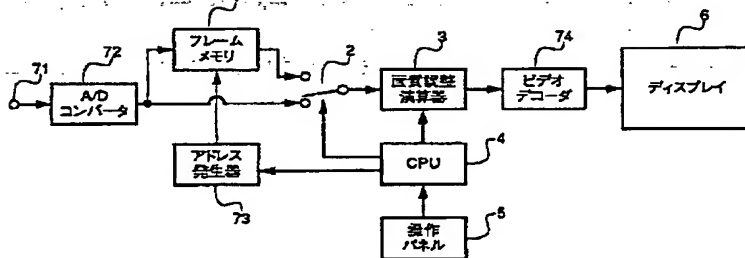 71
72
A/D
コンバータ
フレーム
メモリ
2
3
画質調整
演算器
74
ビデオ
デコーダ
6
ディスプレイ
アドレス
発生器
73
CPU
4
操作
パネル
5